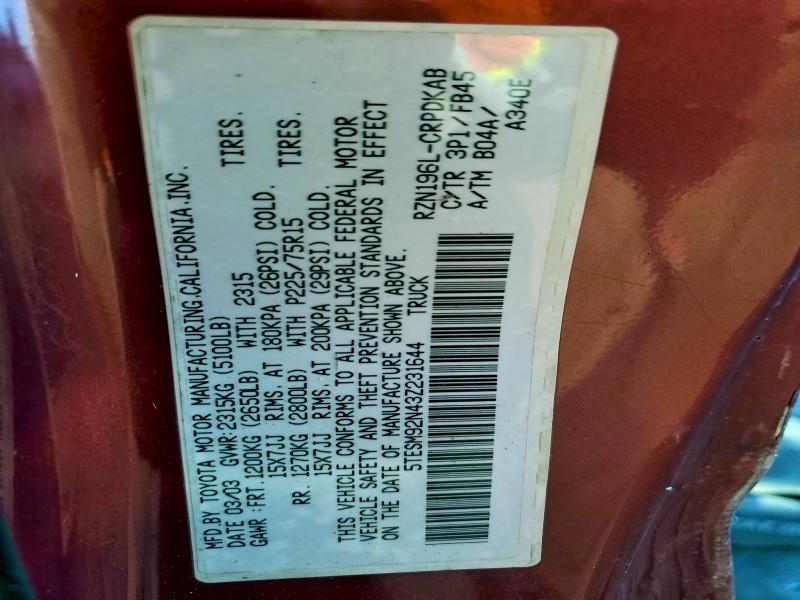 MFD.BY TOYOTA MOTOR MANUFACTURING.CALIFORNIA.INC.
DATE 03/03 GVWR:2315KG (5100LB)
GAWR :FRT.1200KG (2650LB) WITH 2315 TIRES.
15X7JJ RIMS. AT 180KPA (26PSI) COLD.
RR. 1270KG (2800LB) WITH P225/75R15 TIRES.
15X7JJ RIMS. AT 200KPA (29PSI) COLD.
THIS VEHICLE CONFORMS TO ALL APPLICABLE FEDERAL MOTOR
VEHICLE SAFETY AND THEFT PREVENTION STANDARDS IN EFFECT
ON THE DATE OF MANUFACTURE SHOWN ABOVE.
5TESM92N43Z231644 TRUCK
RZN196L-CRPDKAB
C/TR 3P1/FB45
A/TM B04A/
A340E